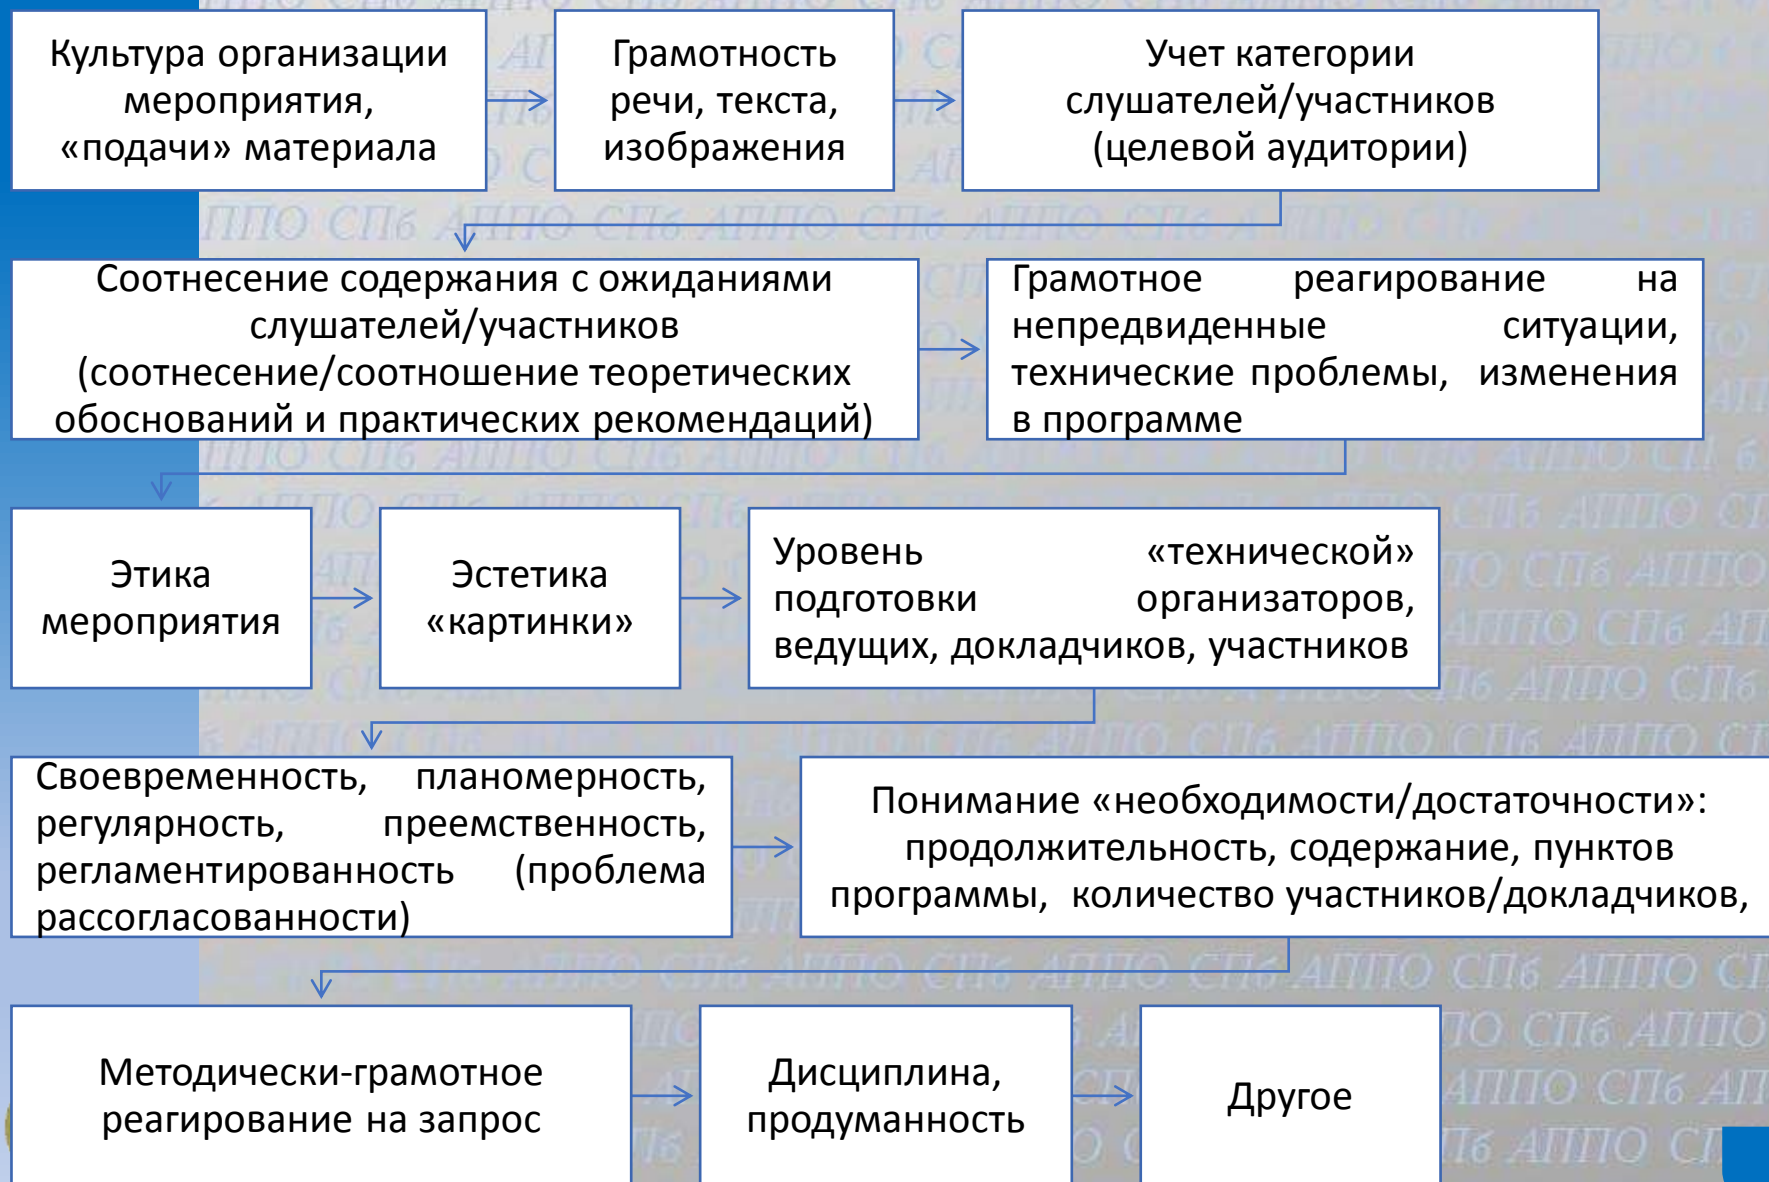 Культура организации
мероприятия,
«подачи» материала
Грамотность
речи, текста,
изображения
Учет категории
слушателей/участников
(целевой аудитории)
Соотнесение содержания с ожиданиями
слушателей/участников
(соотнесение/соотношение теоретических
обоснований и практических рекомендаций)
Грамотное реагирование на
непредвиденные ситуации,
технические проблемы, изменения
в программе
Этика
мероприятия
Эстетика
«картинки»
Уровень «технической»
подготовки организаторов,
ведущих, докладчиков, участников
Своевременность, планомерность,
регулярность, преемственность,
регламентированность (проблема
рассогласованности)
Понимание «необходимости/достаточности»:
продолжительность, содержание, пунктов
программы, количество участников/докладчиков,
Методически-грамотное
реагирование на запрос
Дисциплина,
продуманность
Другое